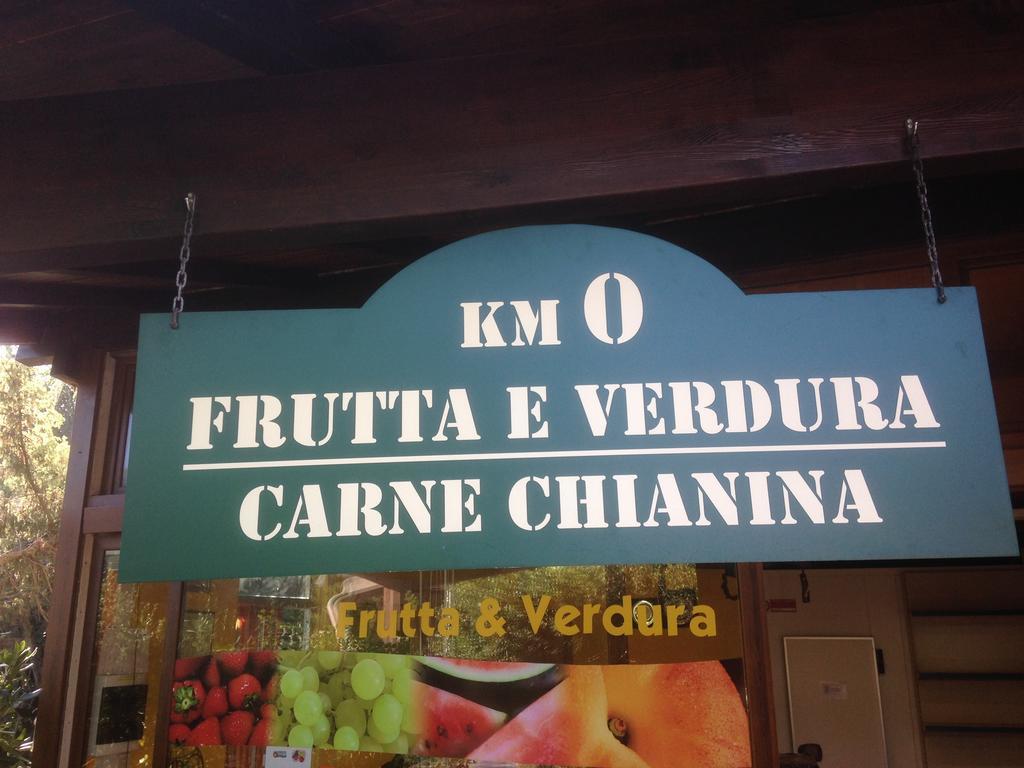 KM 0
FRUTTA E VERDURA
CARNE CHIANINA
Frutta & Verdura